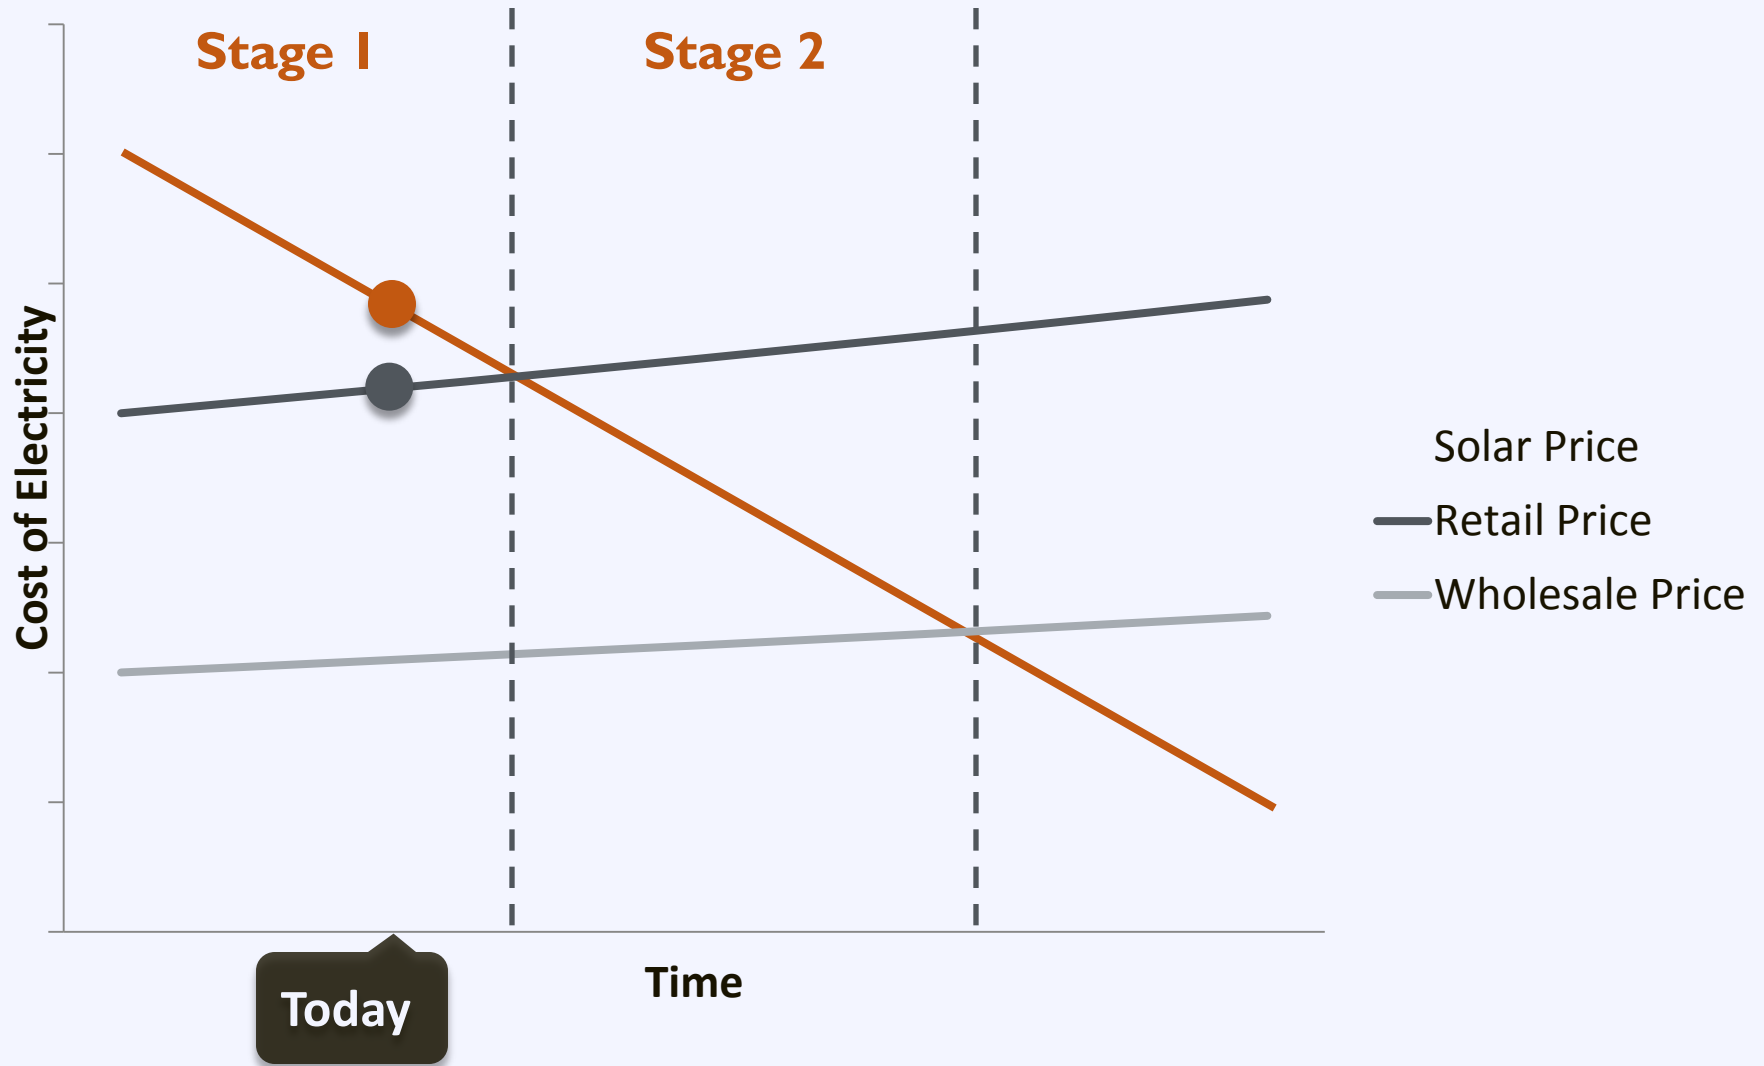 Stage 1
Stage 2
Cost of Electricity
Solar Price
Retail Price
Wholesale Price
Time
Today